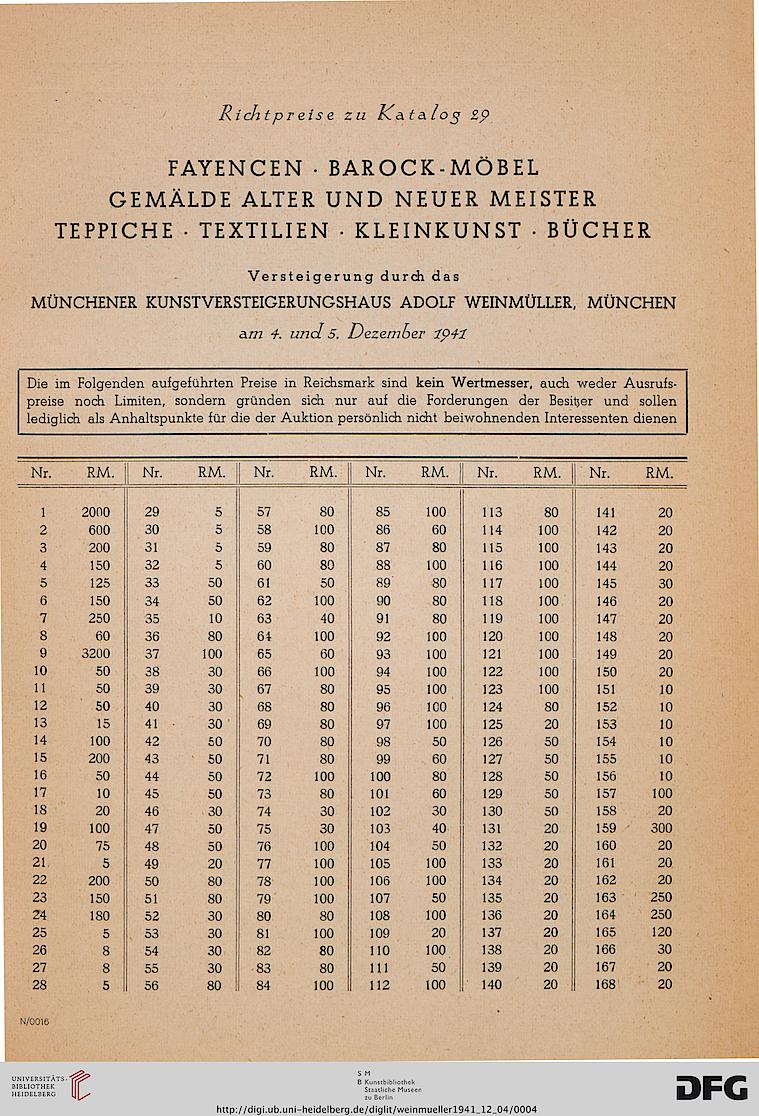 Richtpreise zu Katalog 29
FAYENCEN · BAROCK-MÖBEL
GEMÄLDE ALTER UND NEUER MEISTER
TEPPICHE · TEXTILIEN · KLEINKUNST · BÜCHER
Versteigerung durch das
MÜNCHENER KUNSTVERSTEIGERUNGSHAUS ADOLF WEINMÜLLER, MÜNCHEN
am 4. und 5. Dezember 1941
Die im Folgenden aufgeführten Preise in Reichsmark sind kein Wertmesser, auch weder Ausrufs-
preise noch Limiten, sondern gründen sich nur auf die Forderungen der Besitzer und sollen
lediglich als Anhaltspunkte für die der Auktion persönlich nicht beiwohnenden Interessenten dienen
Nr. RM. Nr. RM. Nr. RM. Nr. RM. Nr. RM. Nr. RM.
1 2000 29 5 57 80 85 100 113 80 141 20
2 600 30 5 58 100 86 60 114 100 142 20
3 200 31 5 59 80 87 80 115 100 143 20
4 150 32 5 60 80 88 100 116 100 144 20
5 125 33 50 61 50 89 80 117 100 145 30
6 150 34 50 62 100 90 80 118 100 146 20
7 250 35 10 63 40 91 80 119 100 147 20
8 60 36 80 64 100 92 100 120 100 148 20
9 3200 37 100 65 60 93 100 121 100 149 20
10 50 38 30 66 100 94 100 122 100 150 20
11 50 39 30 67 80 95 100 123 100 151 10
12 50 40 30 68 80 96 100 124 80 152 10
13 15 41 30 69 80 97 100 125 20 153 10
14 100 42 50 70 80 98 50 126 50 154 10
15 200 43 50 71 80 99 60 127 50 155 10
16 50 44 50 72 100 100 80 128 50 156 10
17 10 45 50 73 80 101 60 129 50 157 100
18 20 46 30 74 30 102 30 130 50 158 20
19 100 47 50 75 30 103 40 131 20 159 300
20 75 48 50 76 100 104 50 132 20 160 20
21 5 49 20 77 100 105 100 133 20 161 20
22 200 50 80 78 100 106 100 134 20 162 20
23 150 51 80 79 100 107 50 135 20 163 250
24 180 52 30 80 80 108 100 136 20 164 250
25 5 53 30 81 100 109 20 137 20 165 120
26 8 54 30 82 80 110 100 138 20 166 30
27 8 55 30 83 80 111 50 139 20 167 20
28 5 56 80 84 100 112 100 140 20 168 20
N/0016
UNIVERSITÄTS-
BIBLIOTHEK
HEIDELBERG
S M
B Kunstbibliothek
Staatliche Museen
zu Berlin
DFG
http://digi.ub.uni-heidelberg.de/diglit/weinmueller1941_12_04/0004